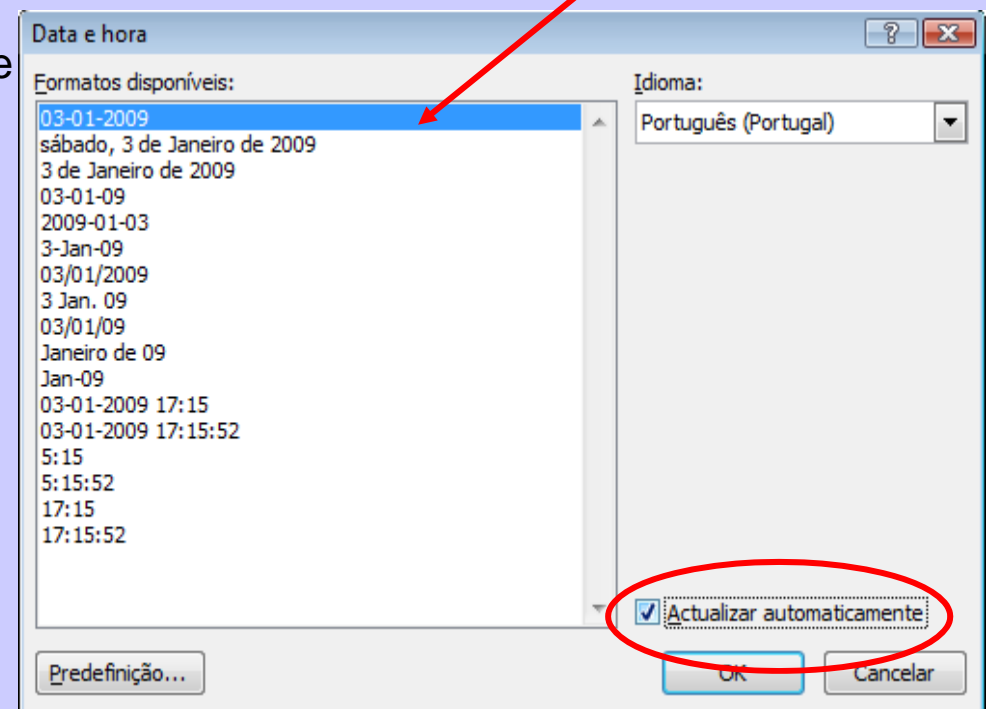 Data e hora
e
Formatos disponíveis:
Idioma:
03-01-2009
Português (Portugal)
sábado, 3 de Janeiro de 2009
3 de Janeiro de 2009
03-01-09
2009-01-03
3-Jan-09
03/01/2009
3 Jan. 09
03/01/09
Janeiro de 09
Jan-09
03-01-2009 17:15
03-01-2009 17:15:52
5:15
5:15:52
17:15
17:15:52
Actualizar automaticamente
Predefinição...
OK
Cancelar